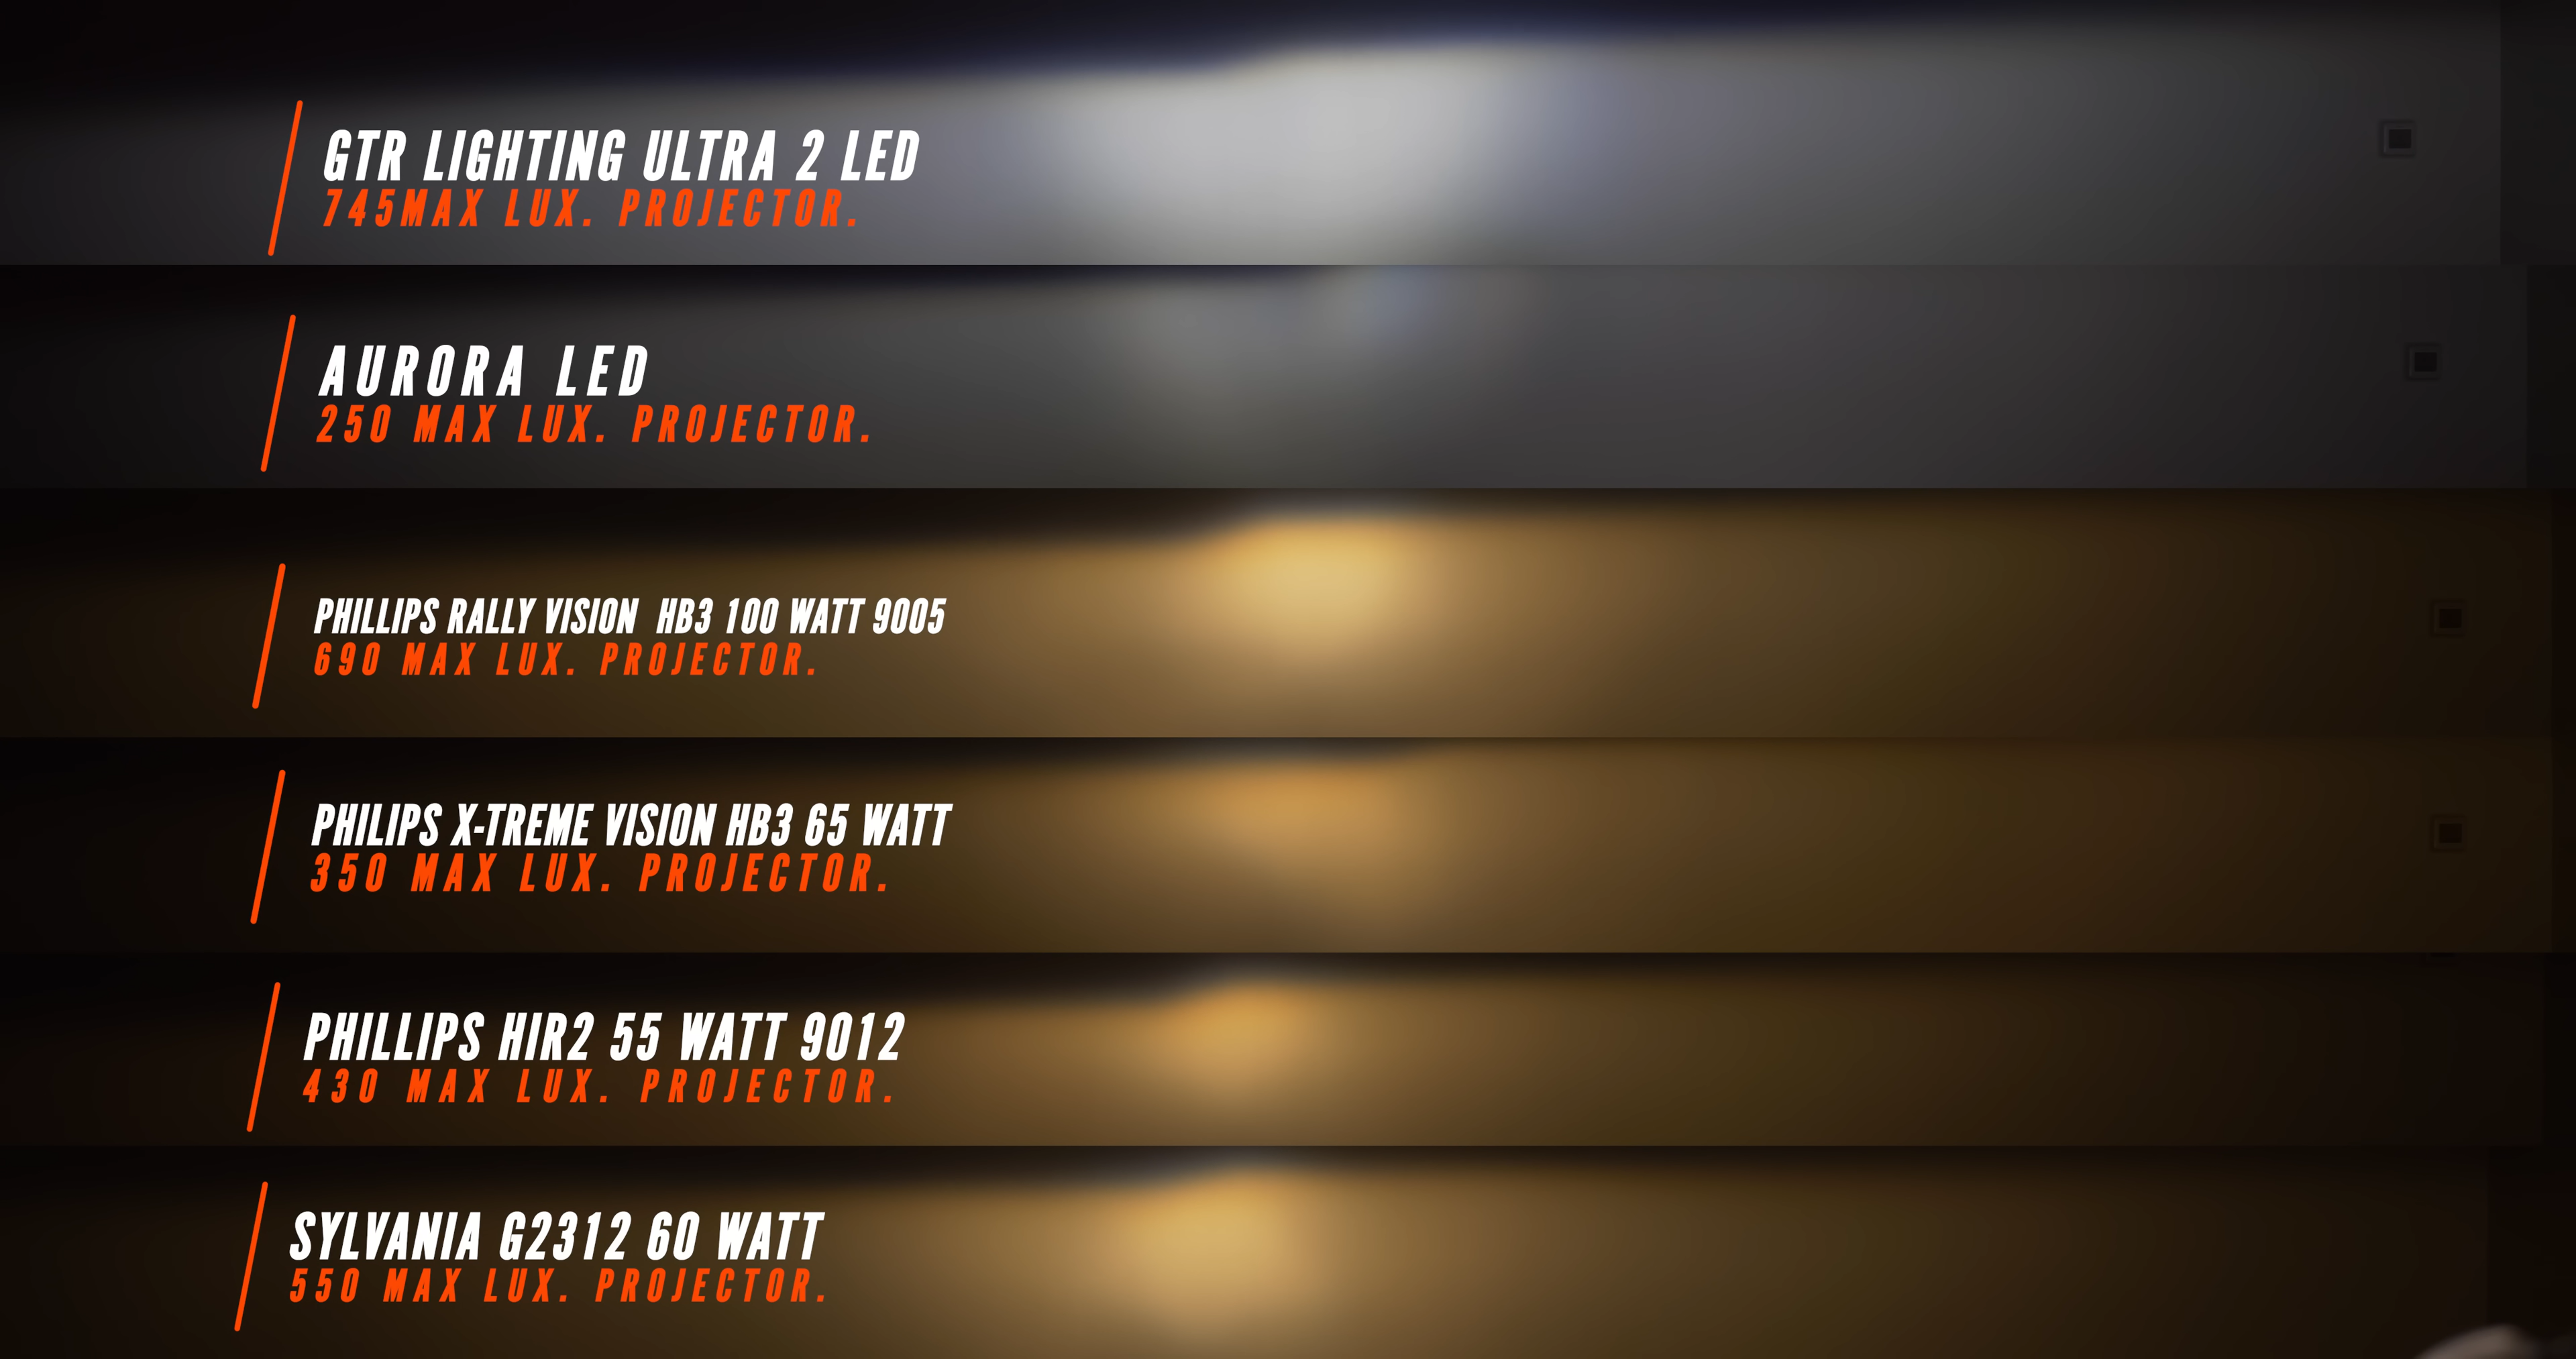 GTR LIGHTING ULTRA 2 LED
745MAX LUX. PROJECTOR.
AURORA LED
250 MAX LUX. PROJECTOR.
PHILLIPS RALLY VISION HB3 100 WATT 9005
690 MAX LUX. PROJECTOR.
PHILIPS X-TREME VISION HB3 65 WATT
350 MAX LUX. PROJECTOR.
PHILLIPS HIR2 55 WATT 9012
430 MAX LUX. PROJECTOR.
SYLVANIA G2312 60 WATT
550 MAX LUX. PROJECTOR.